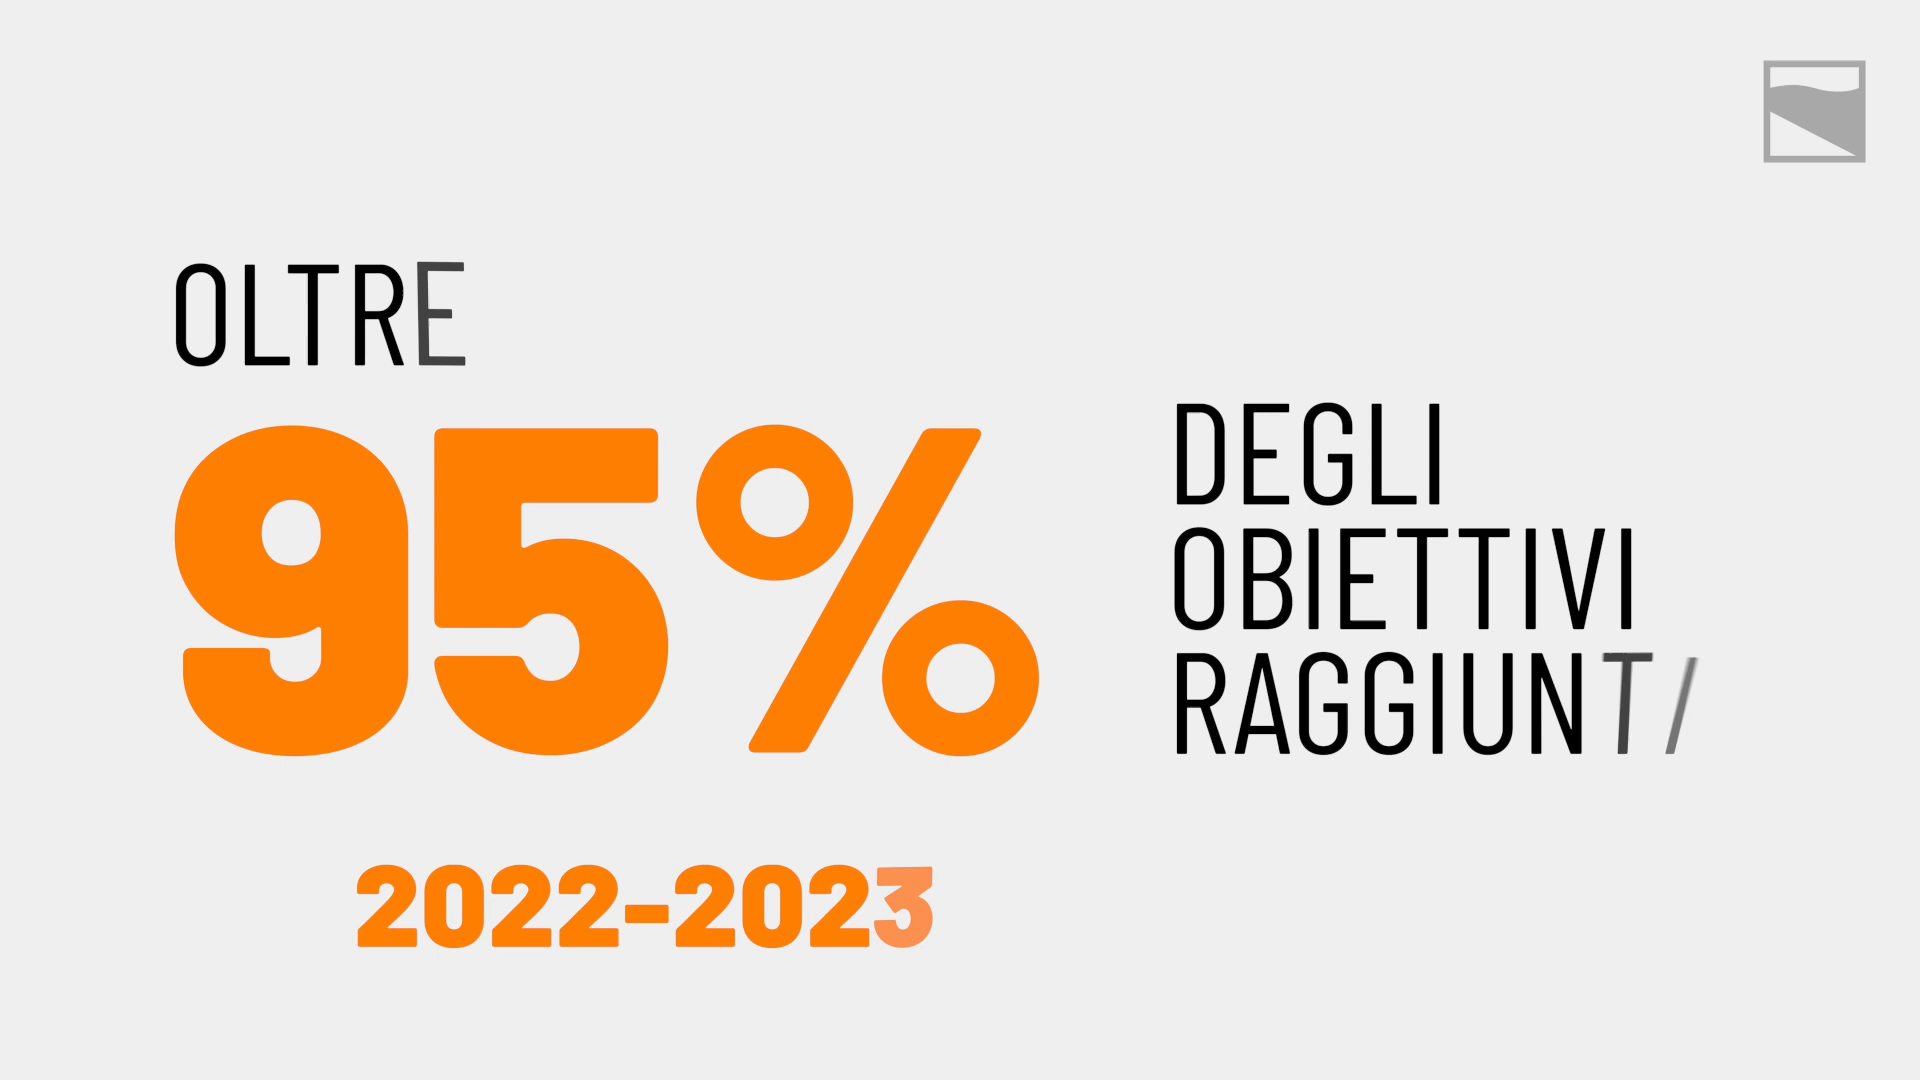 OLTRE
95%
DEGLI
OBIETTIVI
RAGGIUNTI
2022-2023